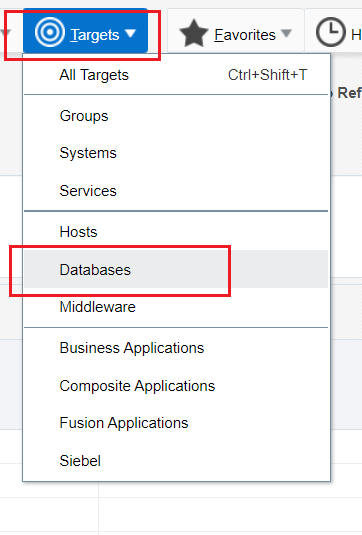 Targets Favorites H
All Targets Ctrl+Shift+T
Ref
Groups
Systems
Services
Hosts
Databases
Middleware
Business Applications
Composite Applications
Fusion Applications
Siebel